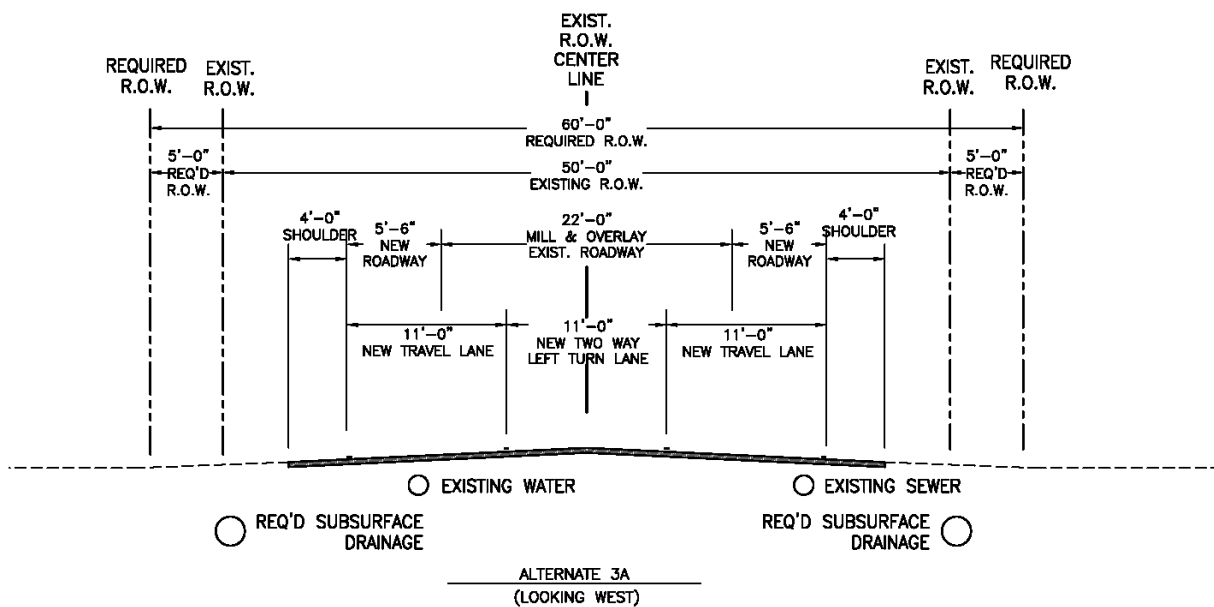 EXIST.
R.O.W.
CENTER
LINE
REQUIRED
R.O.W.
EXIST.
R.O.W.
EXIST.
R.O.W.
REQUIRED
R.O.W.
60'-0"
REQUIRED R.O.W.
5'-0"
REQ'D
R.O.W.
50'-0"
EXISTING R.O.W.
5'-0"
REQ'D
R.O.W.
4'-0"
SHOULDER
5'-6"
NEW
ROADWAY
22'-0"
MILL & OVERLAY
EXIST. ROADWAY
5'-6"
NEW
ROADWAY
4'-0"
SHOULDER
11'-0"
NEW TRAVEL LANE
11'-0"
NEW TWO WAY
LEFT TURN LANE
11'-0"
NEW TRAVEL LANE
EXISTING WATER
EXISTING SEWER
REQ'D SUBSURFACE
DRAINAGE
REQ'D SUBSURFACE
DRAINAGE
ALTERNATE 3A
(LOOKING WEST)